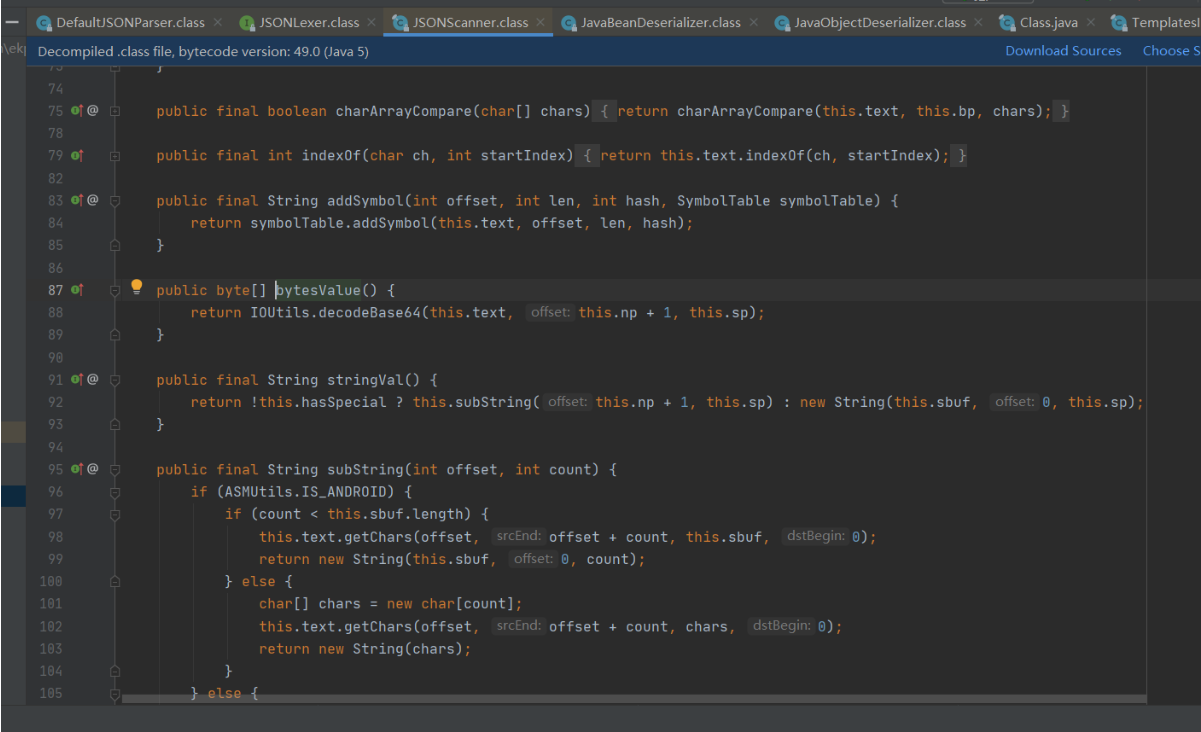 DefaultJSONParser.class JSONLexer.class JSONScanner.class JavaBeanDeserializer.class JavaObjectDeserializer.class Class.java TemplatesI
Decompiled .class file, bytecode version: 49.0 (Java 5) Download Sources Choose S
73 }
74
75 @ public final boolean charArrayCompare(char[] chars) { return charArrayCompare(this.text, this.bp, chars); }
78
79 public final int indexOf(char ch, int startIndex) { return this.text.indexOf(ch, startIndex); }
82
83 @ public final String addSymbol(int offset, int len, int hash, SymbolTable symbolTable) {
84 return symbolTable.addSymbol(this.text, offset, len, hash);
85 }
86
87 public byte[] bytesValue() {
88 return IOUtils.decodeBase64(this.text, offset: this.np + 1, this.sp);
89 }
90
91 @ public final String stringVal() {
92 return !this.hasSpecial ? this.subString( offset: this.np + 1, this.sp) : new String(this.sbuf, offset: 0, this.sp);
93 }
94
95 @ public final String subString(int offset, int count) {
96 if (ASMUtils.IS_ANDROID) {
97 if (count < this.sbuf.length) {
98 this.text.getChars(offset, srcEnd: offset + count, this.sbuf, dstBegin: 0);
99 return new String(this.sbuf, offset: 0, count);
100 } else {
101 char[] chars = new char[count];
102 this.text.getChars(offset, srcEnd: offset + count, chars, dstBegin: 0);
103 return new String(chars);
104 }
105 } else {